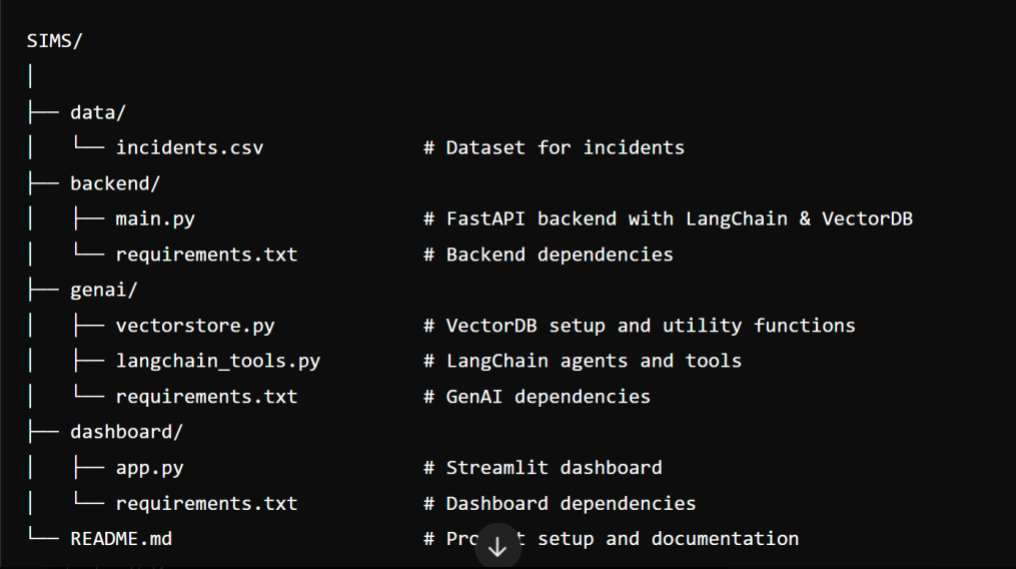 SIMS/
│
├── data/
│   └── incidents.csv              # Dataset for incidents
├── backend/
│   ├── main.py                    # FastAPI backend with LangChain & VectorDB
│   └── requirements.txt           # Backend dependencies
├── genai/
│   ├── vectorstore.py             # VectorDB setup and utility functions
│   ├── langchain_tools.py         # LangChain agents and tools
│   └── requirements.txt           # GenAI dependencies
├── dashboard/
│   ├── app.py                     # Streamlit dashboard
│   └── requirements.txt           # Dashboard dependencies
└── README.md                      # setup and documentation